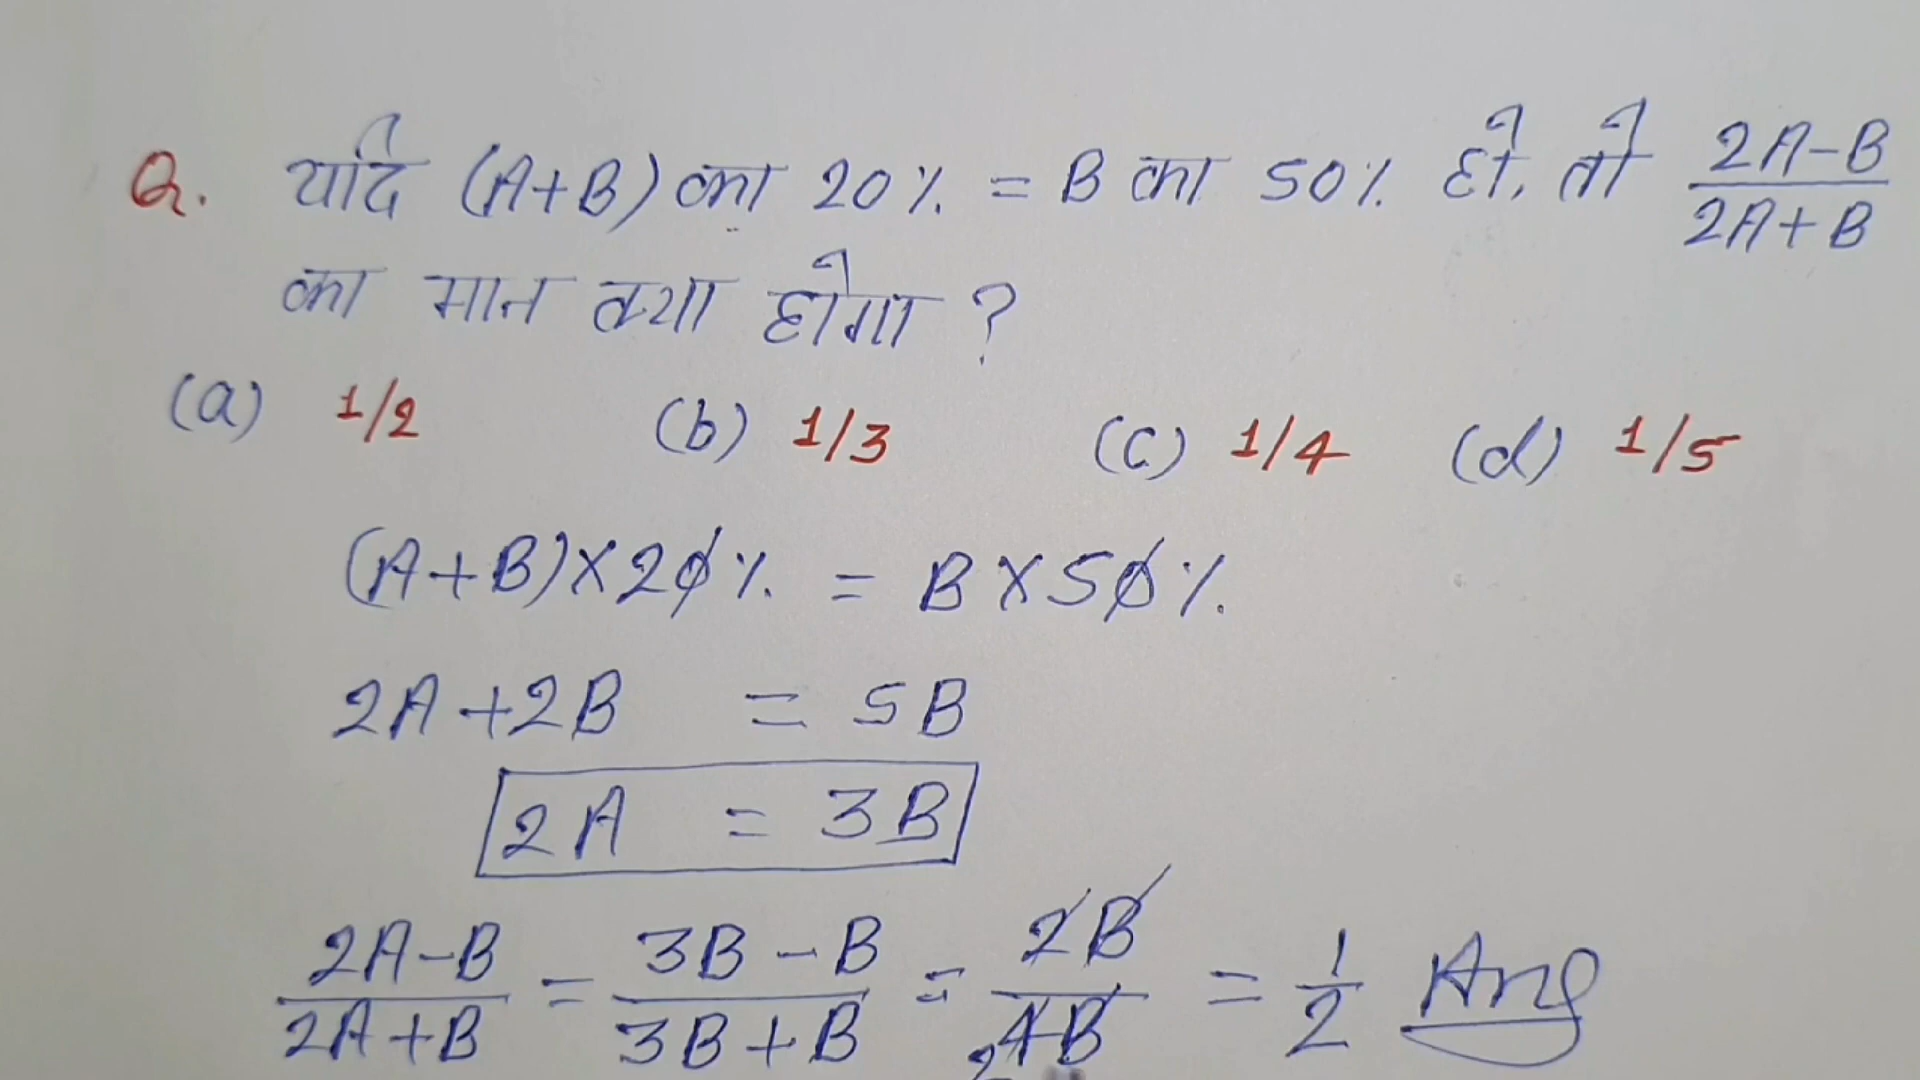 Q. यदि (A+B) का 20% = B का 50% हो, तो (2A-B)/(2A+B)
का मान क्या होगा ?
(a) 1/2 (b) 1/3 (c) 1/4 (d) 1/5
(A+B)×20% = B×50%
2A+2B = 5B
2A = 3B
(2A-B)/(2A+B) = (3B-B)/(3B+B) = 2B/4B 2 = 1/2 Ans